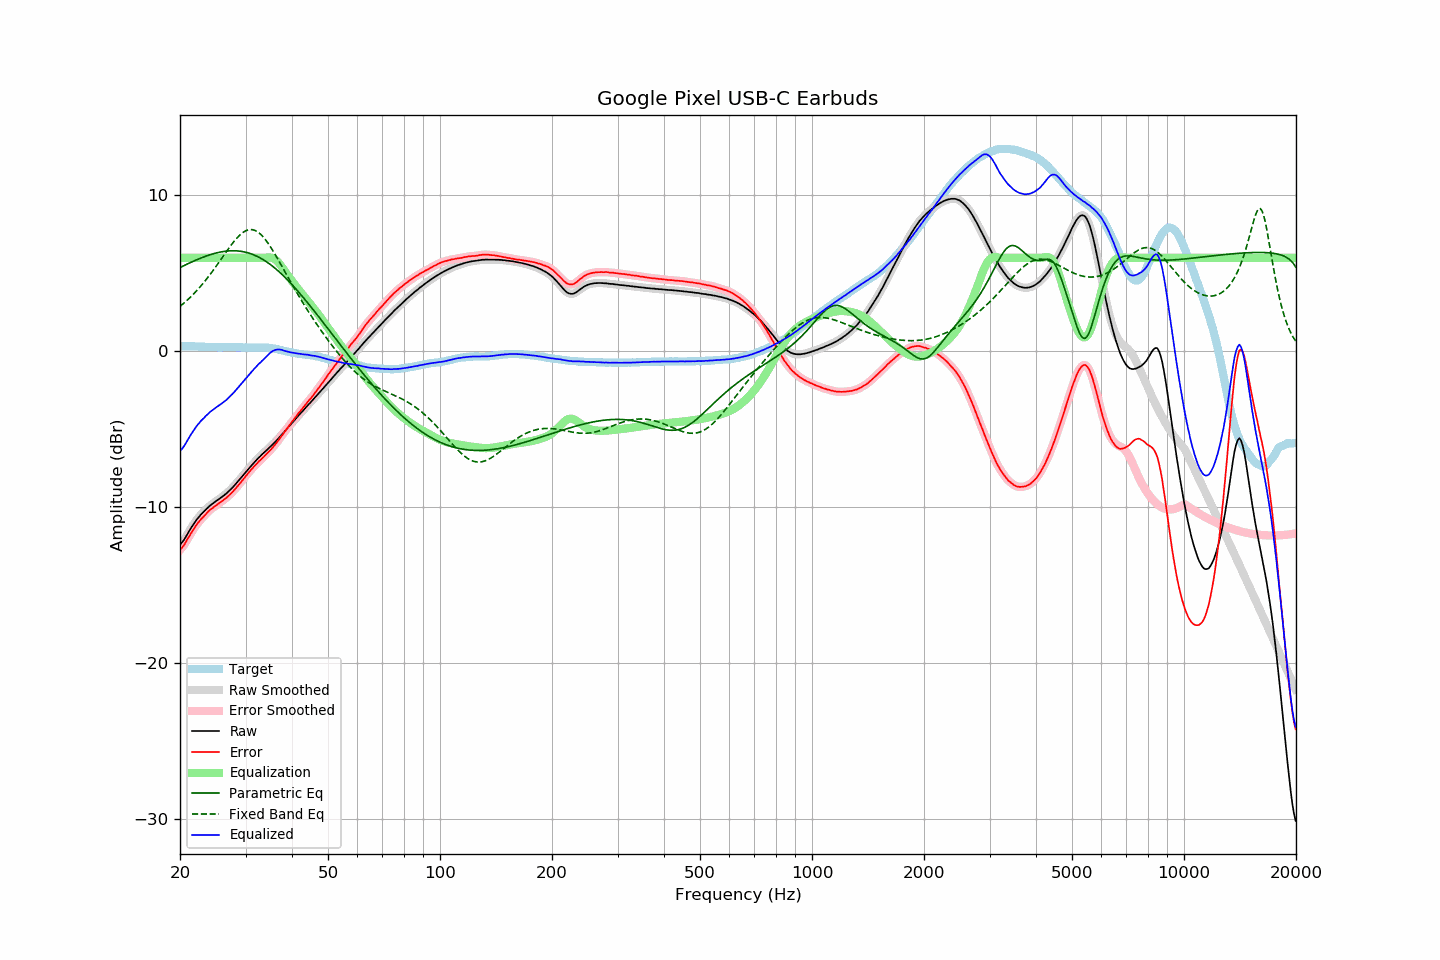 Google Pixel USB-C Earbuds
Amplitude (dBr)
10
0
−10
−20
−30
Target
Raw Smoothed
Error Smoothed
Raw
Error
Equalization
Parametric Eq
Fixed Band Eq
Equalized
20 50 100 200 500 1000 2000 5000 10000 20000
Frequency (Hz)